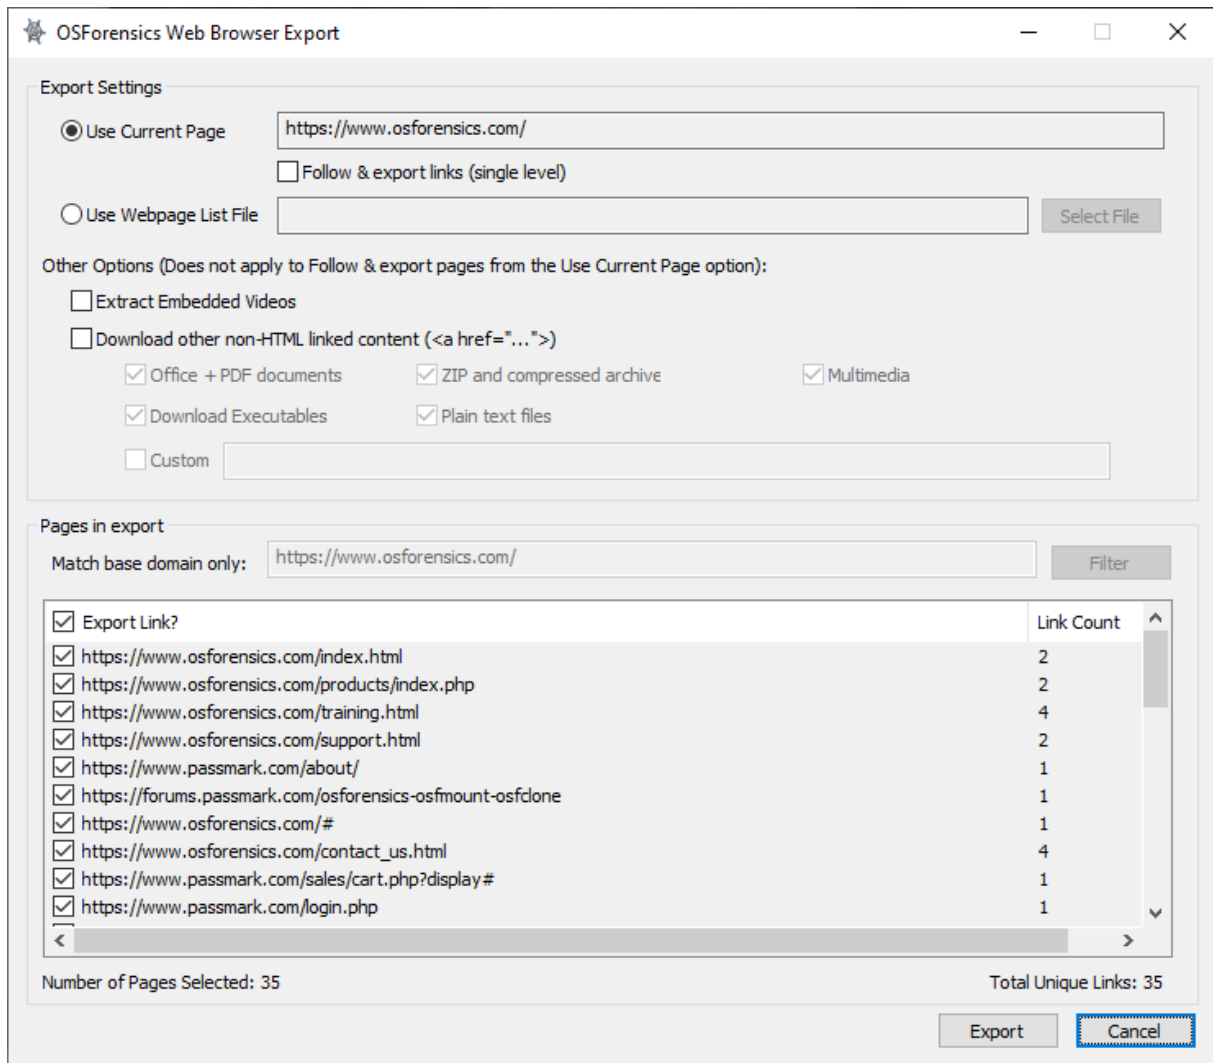 OSForensics Web Browser Export
Export Settings
Use Current Page https://www.osforensics.com/
Follow & export links (single level)
Use Webpage List File Select File
Other Options (Does not apply to Follow & export pages from the Use Current Page option):
Extract Embedded Videos
Download other non-HTML linked content (<a href="...">)
Office + PDF documents ZIP and compressed archive Multimedia
Download Executables Plain text files
Custom
Pages in export
Match base domain only: https://www.osforensics.com/ Filter
Export Link? Link Count
https://www.osforensics.com/index.html 2
https://www.osforensics.com/products/index.php 2
https://www.osforensics.com/training.html 4
https://www.osforensics.com/support.html 2
https://www.passmark.com/about/ 1
https://forums.passmark.com/osforensics-osfmount-osfclone 1
https://www.osforensics.com/# 1
https://www.osforensics.com/contact_us.html 4
https://www.passmark.com/sales/cart.php?display# 1
https://www.passmark.com/login.php 1
Number of Pages Selected: 35 Total Unique Links: 35
Export Cancel